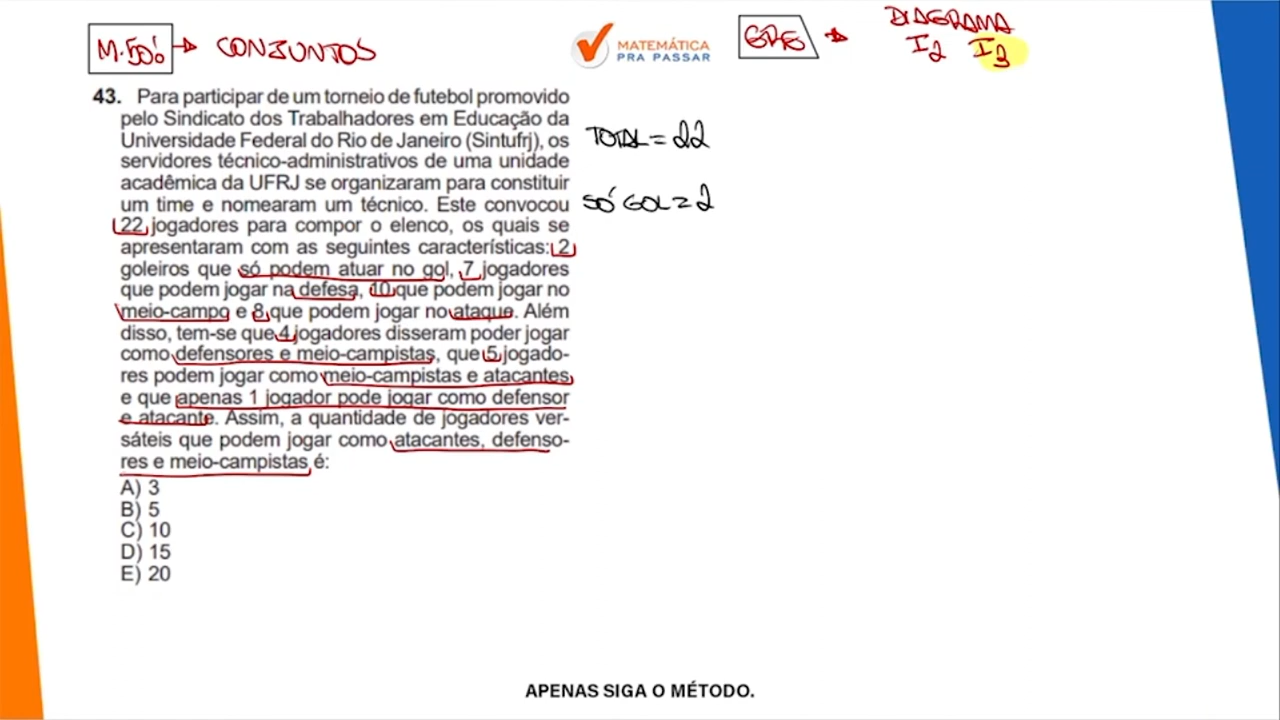 M.50: → CONJUNTOS
MATEMÁTICA
PRA PASSAR
→ DIAGRAMA
I2 I3
43. Para participar de um torneio de futebol promovido
pelo Sindicato dos Trabalhadores em Educação da
Universidade Federal do Rio de Janeiro (Sintufrj), os
servidores técnico-administrativos de uma unidade
acadêmica da UFRJ se organizaram para constituir
um time e nomearam um técnico. Este convocou
22 jogadores para compor o elenco, os quais se
apresentaram com as seguintes características: 2
goleiros que só podem atuar no gol, 7 jogadores
que podem jogar na defesa, 10 que podem jogar no
meio-campo e 8 que podem jogar no ataque. Além
disso, tem-se que 4 jogadores disseram poder jogar
como defensores e meio-campistas, que 5 jogado-
res podem jogar como meio-campistas e atacantes
e que apenas 1 jogador pode jogar como defensor
e atacante. Assim, a quantidade de jogadores ver-
sáteis que podem jogar como atacantes, defenso-
res e meio-campistas é:
A) 3
B) 5
C) 10
D) 15
E) 20
TOTAL = 22
SÓ GOL = 2
APENAS SIGA O MÉTODO.